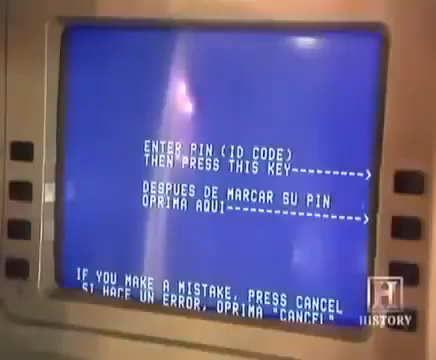 ENTER PIN (ID CODE)
THEN PRESS THIS KEY--------->
DESPUES DE MARCAR SU PIN
OPRIMA AQUI----------------->
IF YOU MAKE A MISTAKE, PRESS CANCEL
SI HACE UN ERROR, OPRIMA "CANCEL"
H
HISTORY